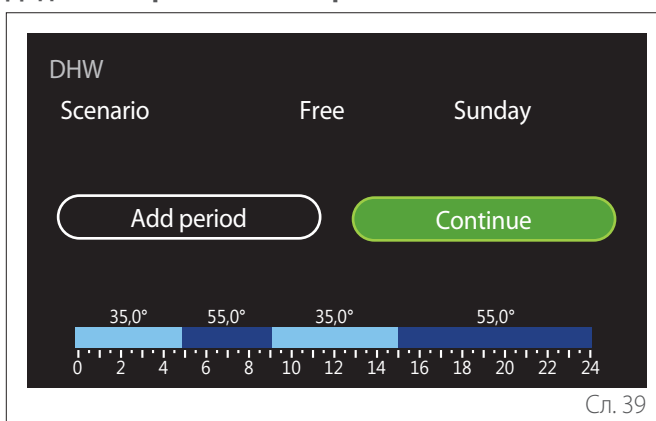 DHW
Scenario Free Sunday
Add period Continue
35,0° 55,0° 35,0° 55,0°
0 2 4 6 8 10 12 14 16 18 20 22 24
Сл. 39